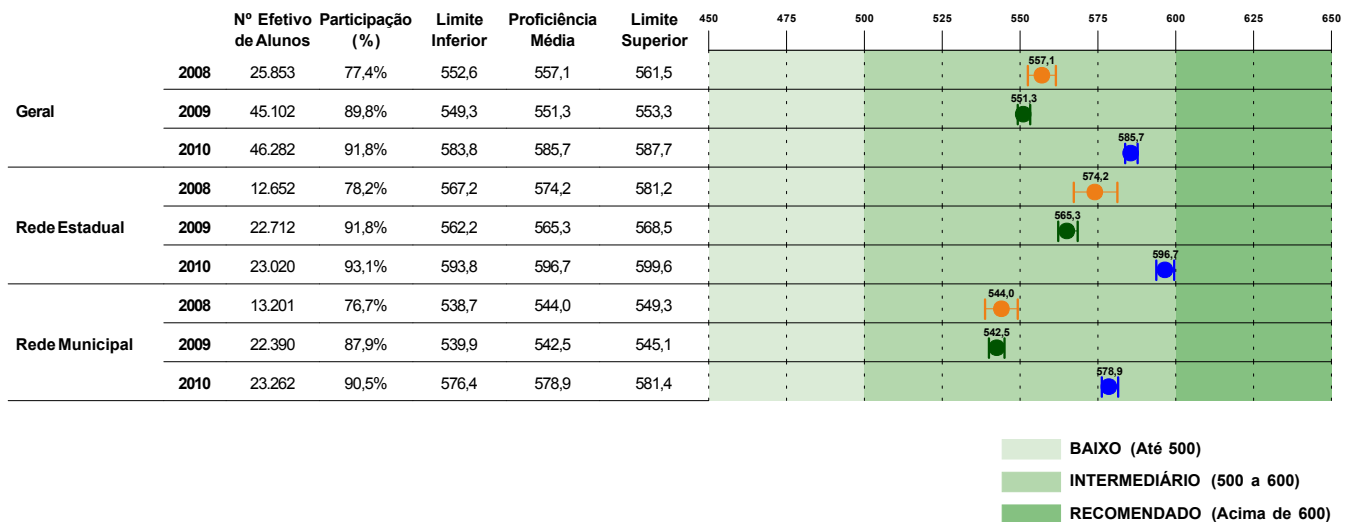 Nº Efetivo de Alunos Participação (%) Limite Inferior Proficiência Média Limite Superior 450 475 500 525 550 575 600 625 650
2008 25.853 77,4% 552,6 557,1 561,5 557,1
Geral 2009 45.102 89,8% 549,3 551,3 553,3 551,3
2010 46.282 91,8% 583,8 585,7 587,7 585,7
2008 12.652 78,2% 567,2 574,2 581,2 574,2
Rede Estadual 2009 22.712 91,8% 562,2 565,3 568,5 565,3
2010 23.020 93,1% 593,8 596,7 599,6 596,7
2008 13.201 76,7% 538,7 544,0 549,3 544,0
Rede Municipal 2009 22.390 87,9% 539,9 542,5 545,1 542,5
2010 23.262 90,5% 576,4 578,9 581,4 578,9
BAIXO (Até 500)
INTERMEDIÁRIO (500 a 600)
RECOMENDADO (Acima de 600)